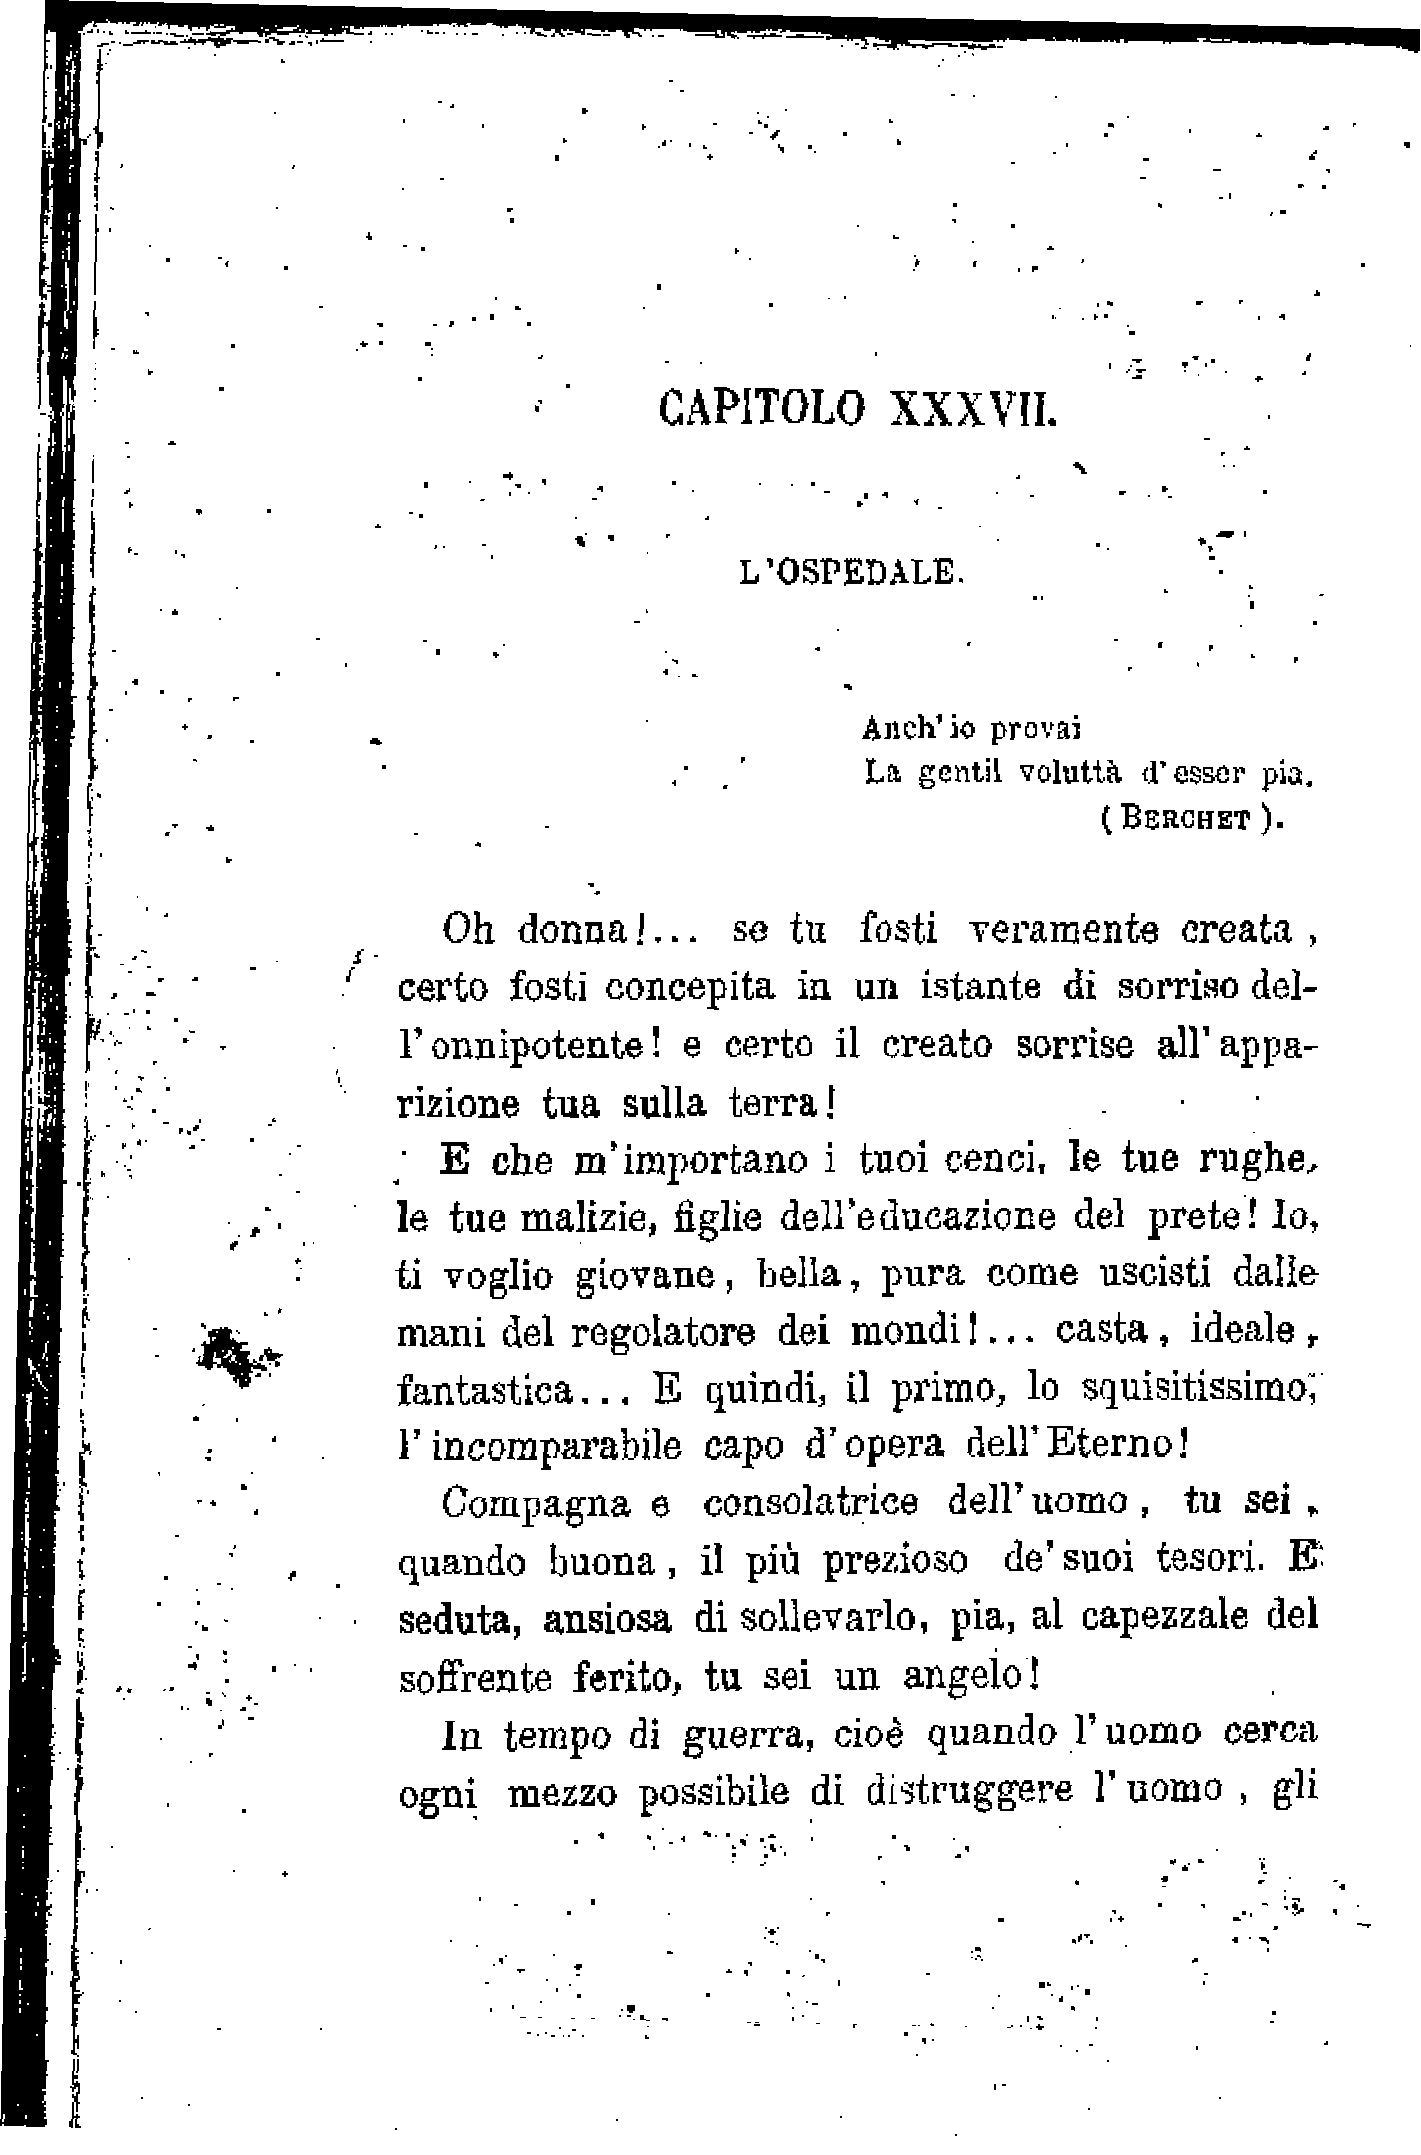 CAPITOLO XXXVII.
L'OSPEDALE.
Anch' io provai
La gentil voluttà d' esser pia.
(BERCHET).
Oh donna!... se tu fosti veramente creata,
certo fosti concepita in un istante di sorriso del-
l' onnipotente! e certo il creato sorrise all' appa-
rizione tua sulla terra!
E che m'importano i tuoi cenci, le tue rughe,
le tue malizie, figlie dell'educazione del prete! Io,
ti voglio giovane, bella, pura come uscisti dalle
mani del regolatore dei mondi!... casta, ideale,
fantastica... E quindi, il primo, lo squisitissimo,
l' incomparabile capo d' opera dell' Eterno!
Compagna e consolatrice dell' uomo, tu sei,
quando buona, il più prezioso de' suoi tesori. E
seduta, ansiosa di sollevarlo, pia, al capezzale del
soffrente ferito, tu sei un angelo!
In tempo di guerra, cioè quando l' uomo cerca
ogni mezzo possibile di distruggere l' uomo, gli